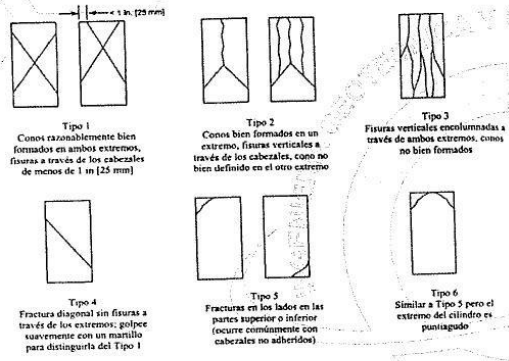 < 1 in. [25 mm]
Tipo 1
Conos razonablemente bien
formados en ambos extremos,
fisuras a través de los cabezales
de menos de 1 in [25 mm]
Tipo 2
Conos bien formados en un
extremo, fisuras verticales a
través de los cabezales, cono no
bien definido en el otro extremo
Tipo 3
Fisuras verticales encolumnadas a
través de ambos extremos, conos
no bien formados
Tipo 4
Fractura diagonal sin fisuras a
través de los extremos; golpee
suavemente con un martillo
para distinguirla del Tipo 1
Tipo 5
Fracturas en los lados en las
partes superior o inferior
(ocurre comúnmente con
cabezales no adheridos)
Tipo 6
Similar a Tipo 5 pero el
extremo del cilindro es
puntiagudo